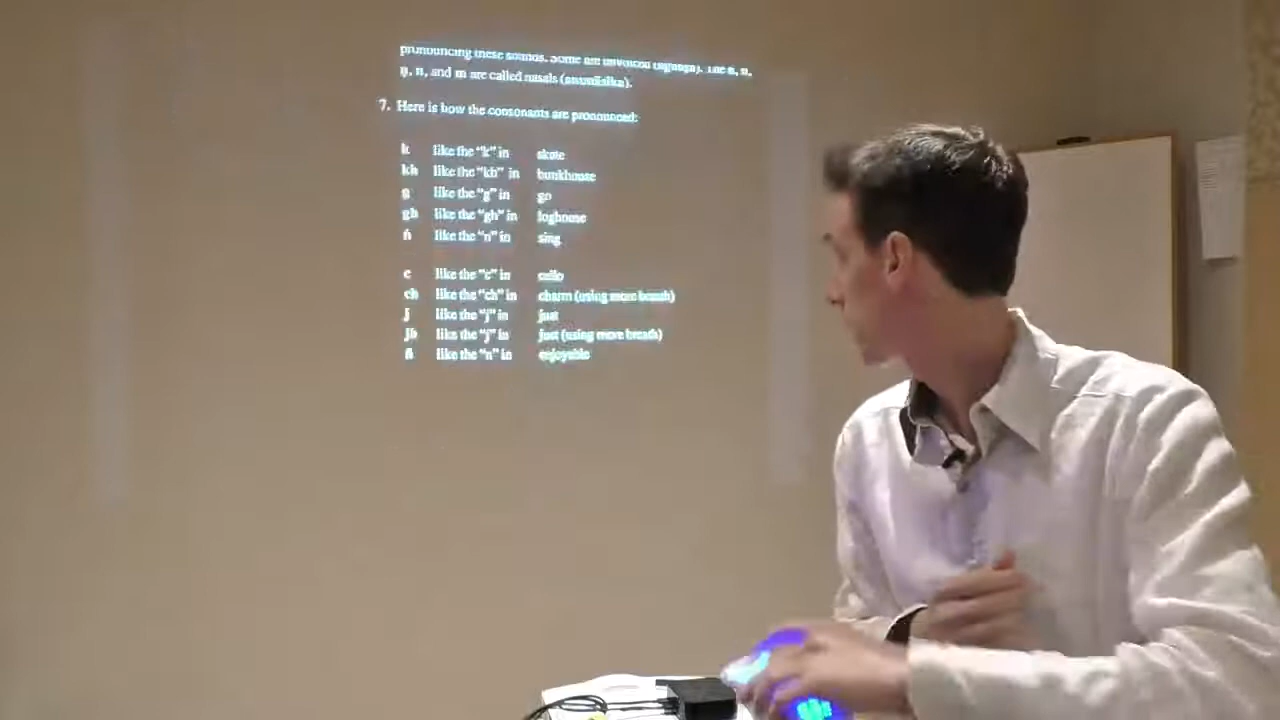 pronouncing these sounds. Some are unvoiced (aghoṣa). The ṅ, ñ,
ṇ, n, and m are called nasals (anunāsika).
7. Here is how the consonants are pronounced:
k like the “k” in skate
kh like the “kh” in bunkhouse
g like the “g” in go
gh like the “gh” in loghouse
ṅ like the “n” in sing
c like the “c” in cello
ch like the “ch” in charm (using more breath)
j like the “j” in just
jh like the “j” in just (using more breath)
ñ like the “n” in enjoyable